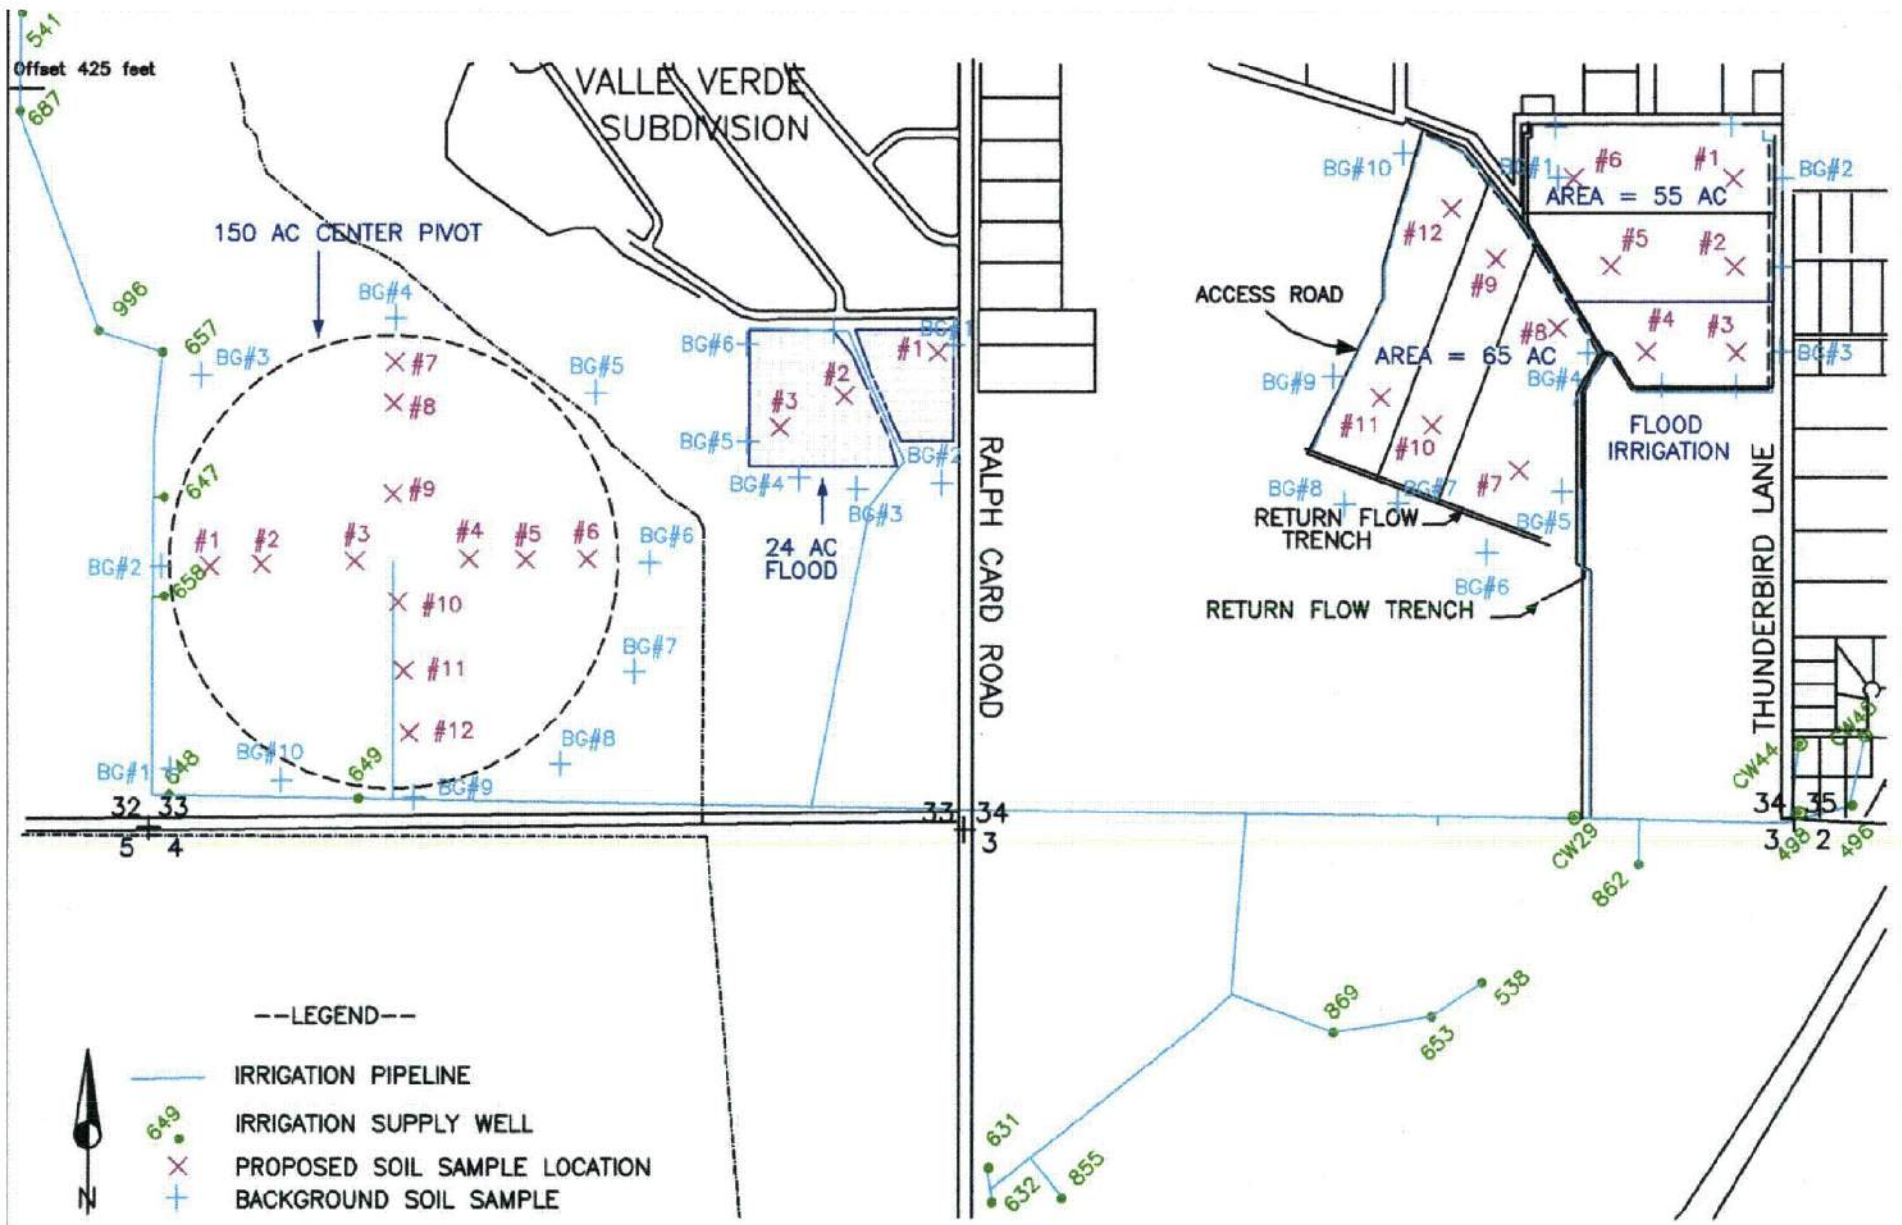 541
Offset 425 feet
687
996
657
647
658
648
649
VALLE VERDE
SUBDIVISION
150 AC CENTER PIVOT
BG#4
BG#3
BG#5
#7
#8
#9
#1
#2
#3
#4
#5
#6
BG#2
BG#6
#10
#11
#12
BG#7
BG#8
BG#10
BG#9
BG#1
32 33
5 4
BG#6
BG#1
#1
#2
#3
BG#5
BG#2
BG#4
BG#3
24 AC
FLOOD
RALPH CARD ROAD
33 34
3
BG#10
BG#1
#6
#1
BG#2
AREA = 55 AC
#12
#5
#2
#9
ACCESS ROAD
#8
#4
#3
AREA = 65 AC
BG#3
BG#9
BG#4
#11
#10
FLOOD
IRRIGATION
#7
BG#8
BG#7
BG#5
RETURN FLOW
TRENCH
BG#6
RETURN FLOW TRENCH
THUNDERBIRD LANE
CW44
34 35
3 2
CW29
498
496
862
869
653
538
631
632
855
--LEGEND--
IRRIGATION PIPELINE
649
IRRIGATION SUPPLY WELL
PROPOSED SOIL SAMPLE LOCATION
BACKGROUND SOIL SAMPLE
N